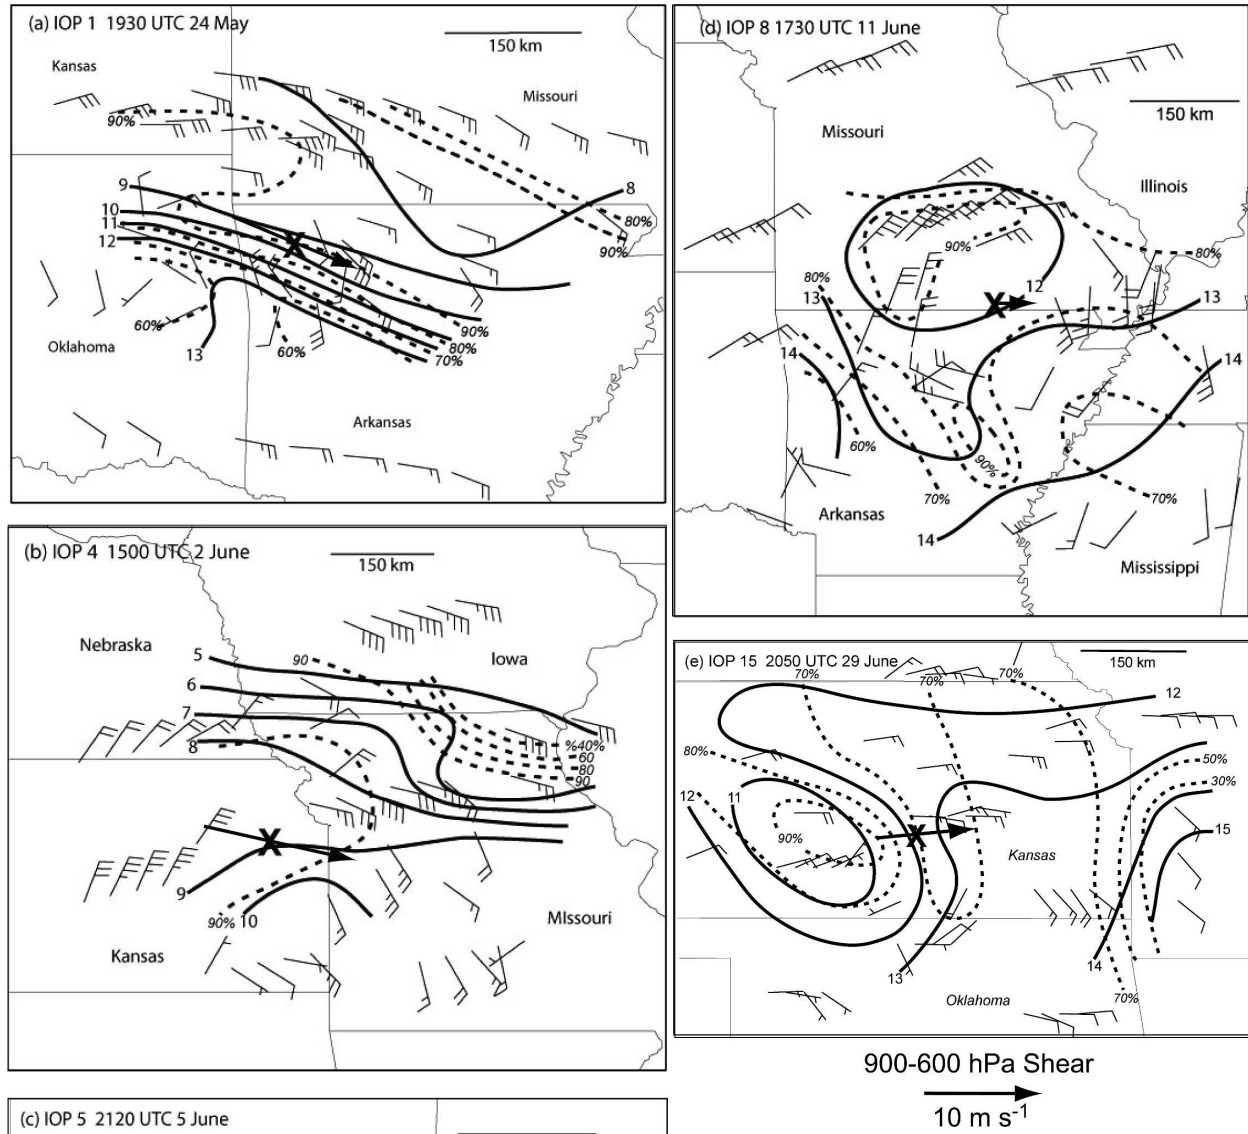 (a) IOP 1 1930 UTC 24 May
150 km
Kansas
Missouri
90%
9
8
10
11
12
80%
90%
60%
Oklahoma
13
60%
90%
80%
70%
Arkansas
(b) IOP 4 1500 UTC 2 June
150 km
Nebraska
Iowa
5
90
6
7
8
%40%
60
80
90
9
90%
10
MIssouri
Kansas
(c) IOP 5 2120 UTC 5 June
(d) IOP 8 1730 UTC 11 June
150 km
Missouri
Illinois
90%
80%
80%
13
12
13
14
14
60%
90%
70%
70%
Arkansas
14
Mississippi
(e) IOP 15 2050 UTC 29 June
150 km
70%
70%
70%
12
80%
50%
30%
12
11
15
90%
Kansas
13
14
Oklahoma
70%
900-600 hPa Shear
10 m s-1